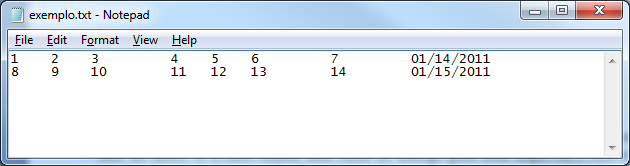 exemplo.txt - Notepad
File Edit Format View Help
1 2 3 4 5 6 7 01/14/2011
8 9 10 11 12 13 14 01/15/2011